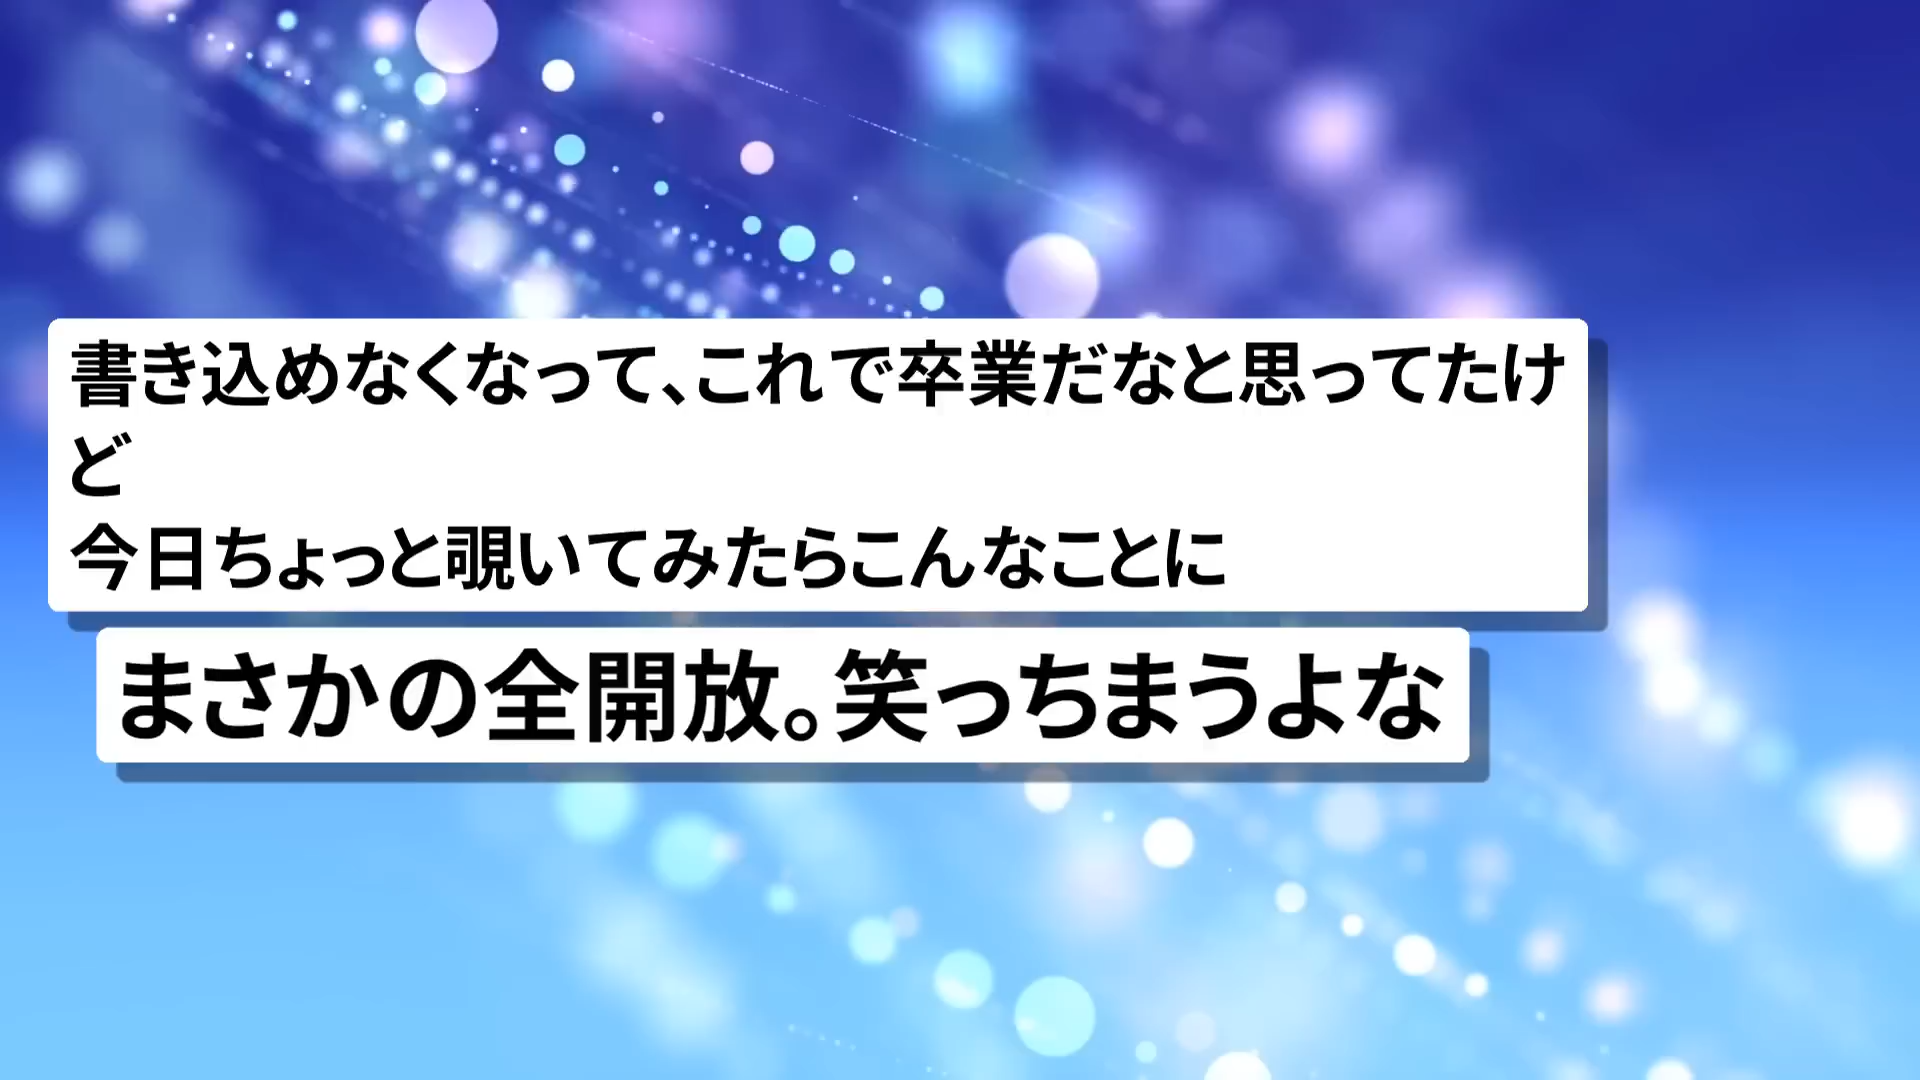 書き込めなくなって、これで卒業だなと思ってたけ
ど
今日ちょっと覗いてみたらこんなことに
まさかの全開放。笑っちまうよな